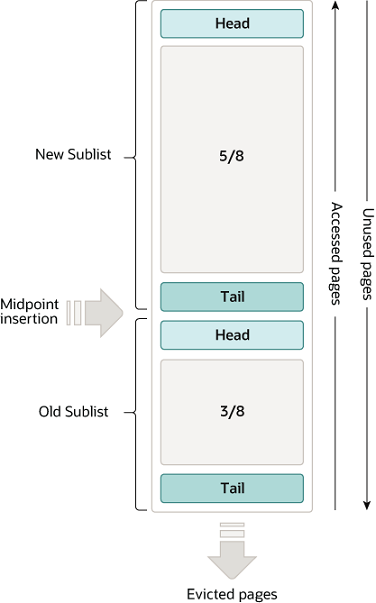 Head
New Sublist
5/8
Tail
Midpoint
insertion
Head
Old Sublist
3/8
Tail
Accessed pages
Unused pages
Evicted pages